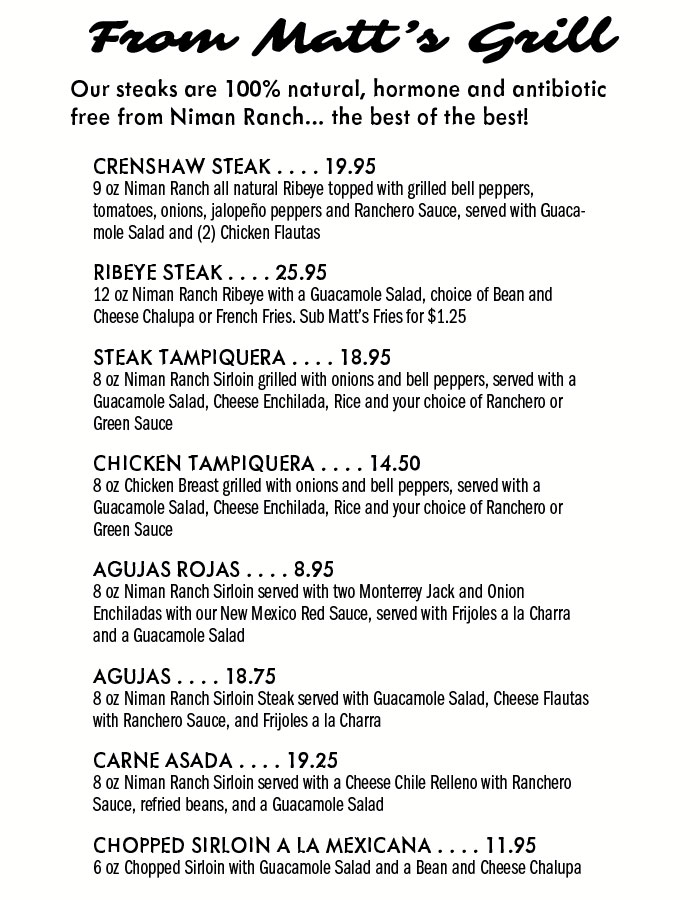 From Matt's Grill
Our steaks are 100% natural, hormone and antibiotic
free from Niman Ranch... the best of the best!
CRENSHAW STEAK . . . . 19.95
9 oz Niman Ranch all natural Ribeye topped with grilled bell peppers,
tomatoes, onions, jalopeño peppers and Ranchero Sauce, served with Guaca-
mole Salad and (2) Chicken Flautas
RIBEYE STEAK . . . . 25.95
12 oz Niman Ranch Ribeye with a Guacamole Salad, choice of Bean and
Cheese Chalupa or French Fries. Sub Matt's Fries for $1.25
STEAK TAMPIQUERA . . . . 18.95
8 oz Niman Ranch Sirloin grilled with onions and bell peppers, served with a
Guacamole Salad, Cheese Enchilada, Rice and your choice of Ranchero or
Green Sauce
CHICKEN TAMPIQUERA . . . . 14.50
8 oz Chicken Breast grilled with onions and bell peppers, served with a
Guacamole Salad, Cheese Enchilada, Rice and your choice of Ranchero or
Green Sauce
AGUJAS ROJAS . . . . 8.95
8 oz Niman Ranch Sirloin served with two Monterrey Jack and Onion
Enchiladas with our New Mexico Red Sauce, served with Frijoles a la Charra
and a Guacamole Salad
AGUJAS . . . . 18.75
8 oz Niman Ranch Sirloin Steak served with Guacamole Salad, Cheese Flautas
with Ranchero Sauce, and Frijoles a la Charra
CARNE ASADA . . . . 19.25
8 oz Niman Ranch Sirloin served with a Cheese Chile Relleno with Ranchero
Sauce, refried beans, and a Guacamole Salad
CHOPPED SIRLOIN A LA MEXICANA . . . . 11.95
6 oz Chopped Sirloin with Guacamole Salad and a Bean and Cheese Chalupa